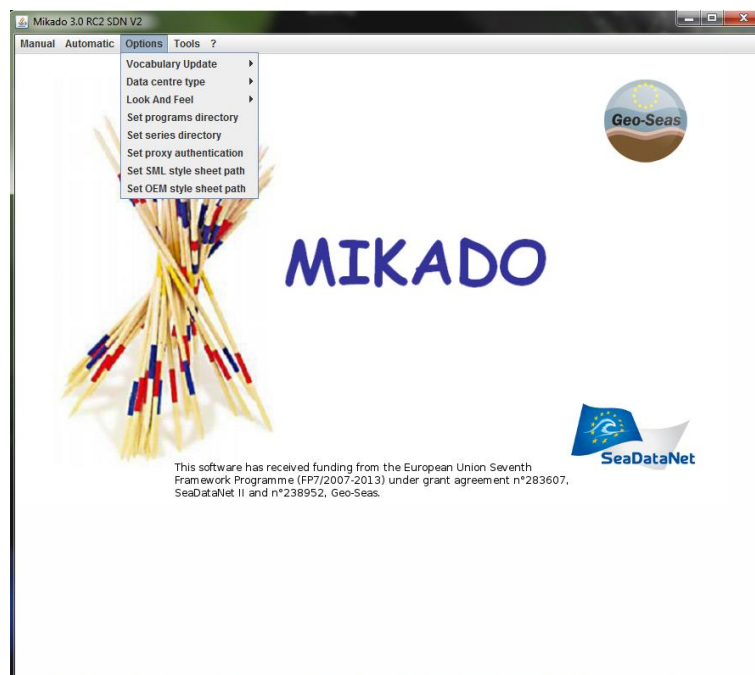 Mikado 3.0 RC2 SDN V2
Manual Automatic Options Tools ?
Vocabulary Update
Data centre type
Look And Feel
Set programs directory
Set series directory
Set proxy authentication
Set SML style sheet path
Set OEM style sheet path
Geo-Seas
MIKADO
SeaDataNet
This software has received funding from the European Union Seventh
Framework Programme (FP7/2007-2013) under grant agreement n°283607,
SeaDataNet II and n°238952, Geo-Seas.